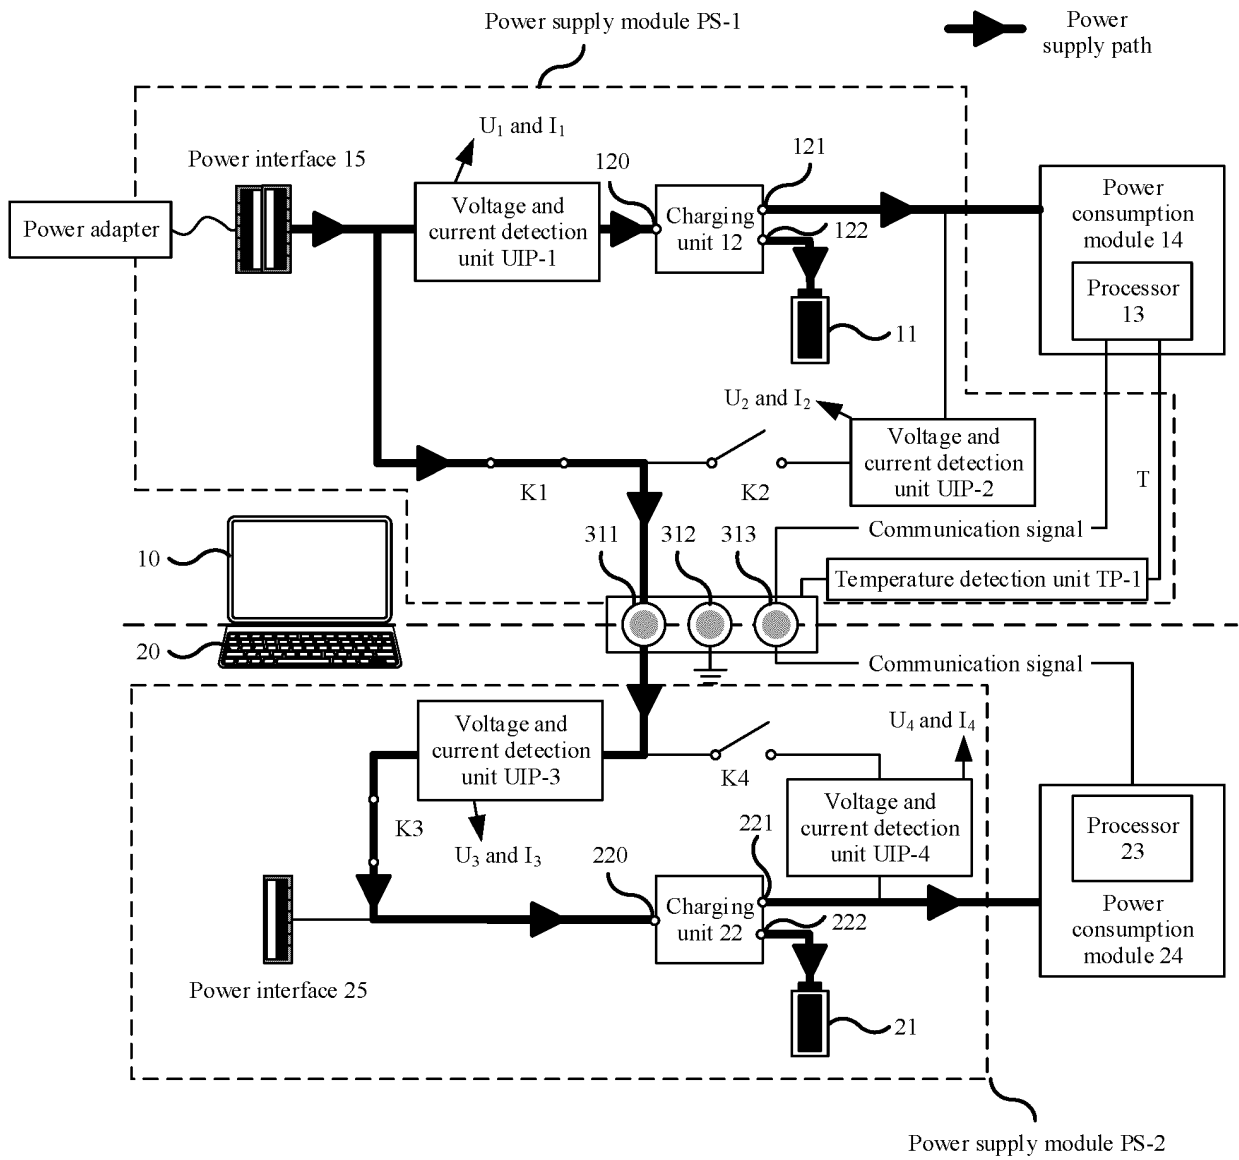 Power supply module PS-1
Power
supply path
U1 and I1
Power interface 15
120
121
Power adapter
Voltage and
current detection
unit UIP-1
Charging
unit 12
122
Power
consumption
module 14
Processor
13
11
U2 and I2
Voltage and
current detection
unit UIP-2
K1
K2
T
10
311
312
313
Communication signal
Temperature detection unit TP-1
20
Communication signal
Voltage and
current detection
unit UIP-3
U4 and I4
K4
K3
Voltage and
current detection
unit UIP-4
Processor
23
U3 and I3
220
221
Charging
unit 22
222
Power
consumption
module 24
Power interface 25
21
Power supply module PS-2